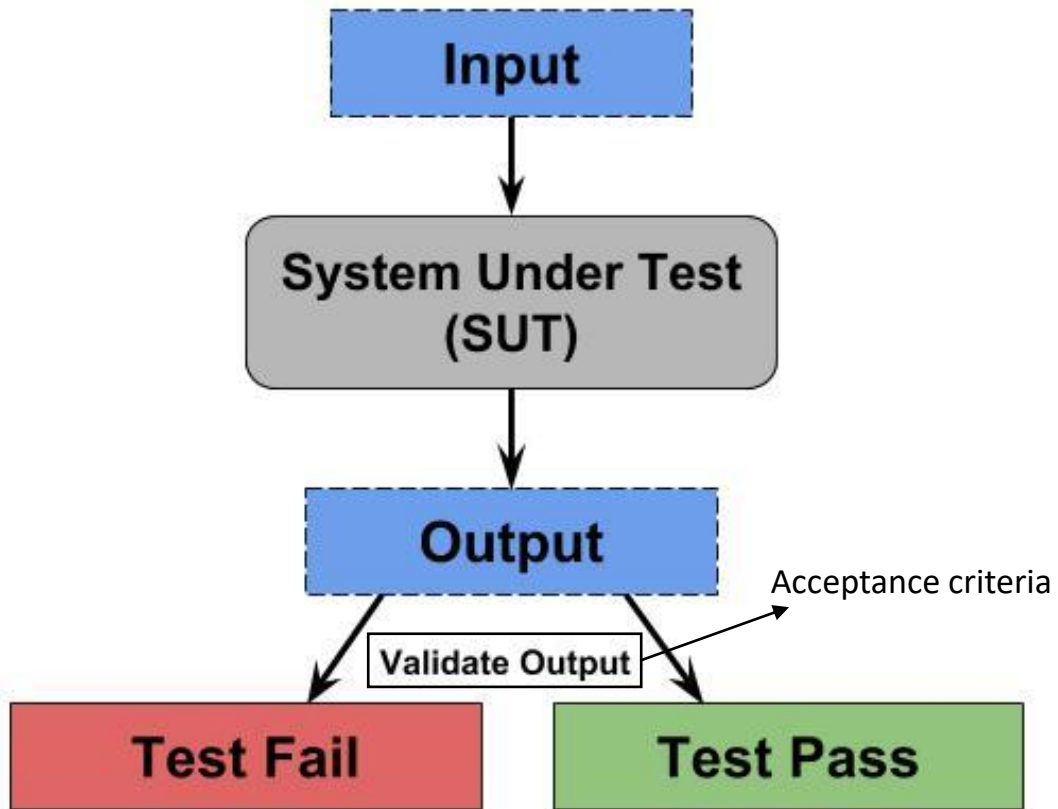 Input
System Under Test
(SUT)
Output
Acceptance criteria
Validate Output
Test Fail
Test Pass